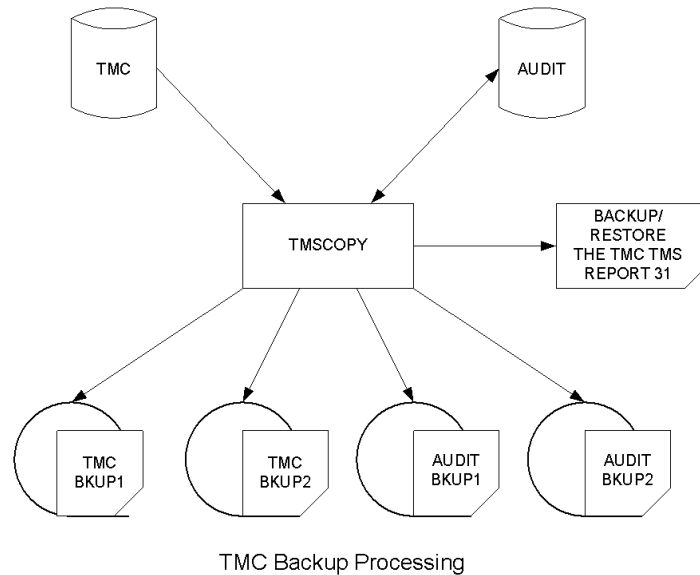 TMC
AUDIT
TMSCOPY
BACKUP/
RESTORE
THE TMC TMS
REPORT 31
TMC
BKUP1
TMC
BKUP2
AUDIT
BKUP1
AUDIT
BKUP2
TMC Backup Processing